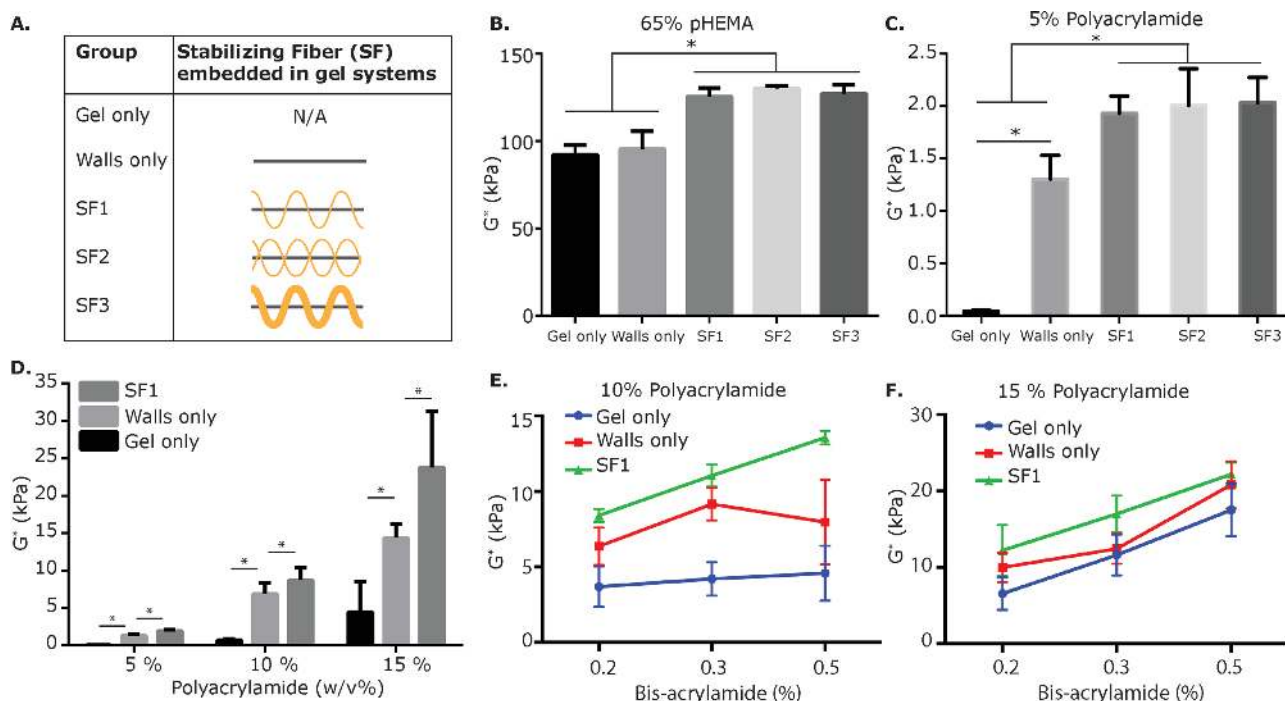 A.
Group Stabilizing Fiber (SF)
embedded in gel systems
Gel only N/A
Walls only
SF1
SF2
SF3
B.
65% pHEMA
*
150
100
50
0
G* (kPa)
Gel only Walls only SF1 SF2 SF3
C.
5% Polyacrylamide
*
*
2.5
2.0
1.5
1.0
0.5
0.0
G* (kPa)
Gel only Walls only SF1 SF2 SF3
D.
35
30
25
20
15
10
5
0
G* (kPa)
SF1
Walls only
Gel only
* * * * * *
5 % 10 % 15 %
Polyacrylamide (w/v%)
E.
10% Polyacrylamide
Gel only
Walls only
SF1
15
10
5
0
G* (kPa)
0.2 0.3 0.5
Bis-acrylamide (%)
F.
15 % Polyacrylamide
Gel only
Walls only
SF1
30
20
10
0
G* (kPa)
0.2 0.3 0.5
Bis-acrylamide (%)